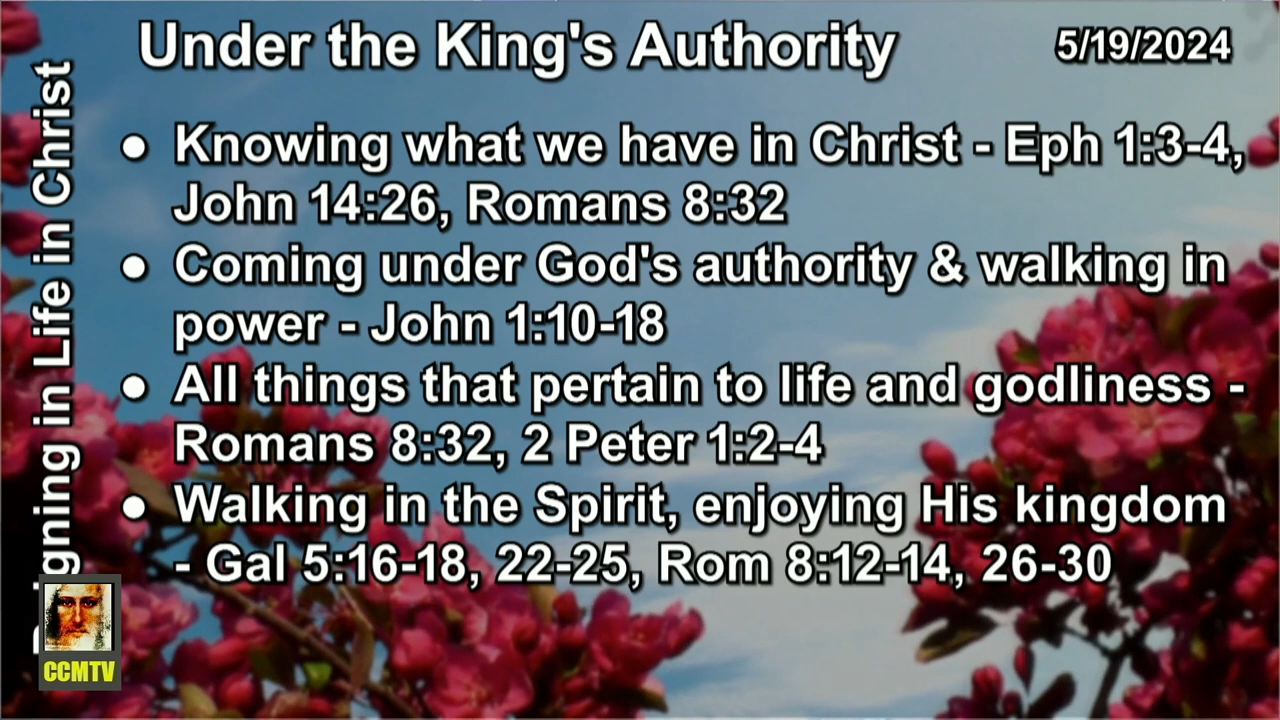 Under the King's Authority
5/19/2024
● Knowing what we have in Christ - Eph 1:3-4,
John 14:26, Romans 8:32
● Coming under God's authority & walking in
power - John 1:10-18
● All things that pertain to life and godliness -
Romans 8:32, 2 Peter 1:2-4
● Walking in the Spirit, enjoying His kingdom
- Gal 5:16-18, 22-25, Rom 8:12-14, 26-30
in Life in Christ
CCMTV